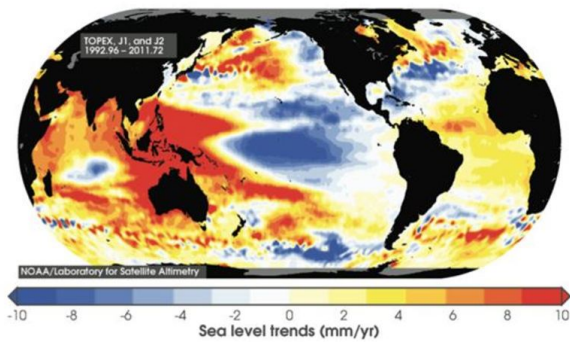 TOPEX, J1, and J2
1992.96 – 2011.72
NOAA/Laboratory for Satellite Altimetry
-10 -8 -6 -4 -2 0 2 4 6 8 10
Sea level trends (mm/yr)